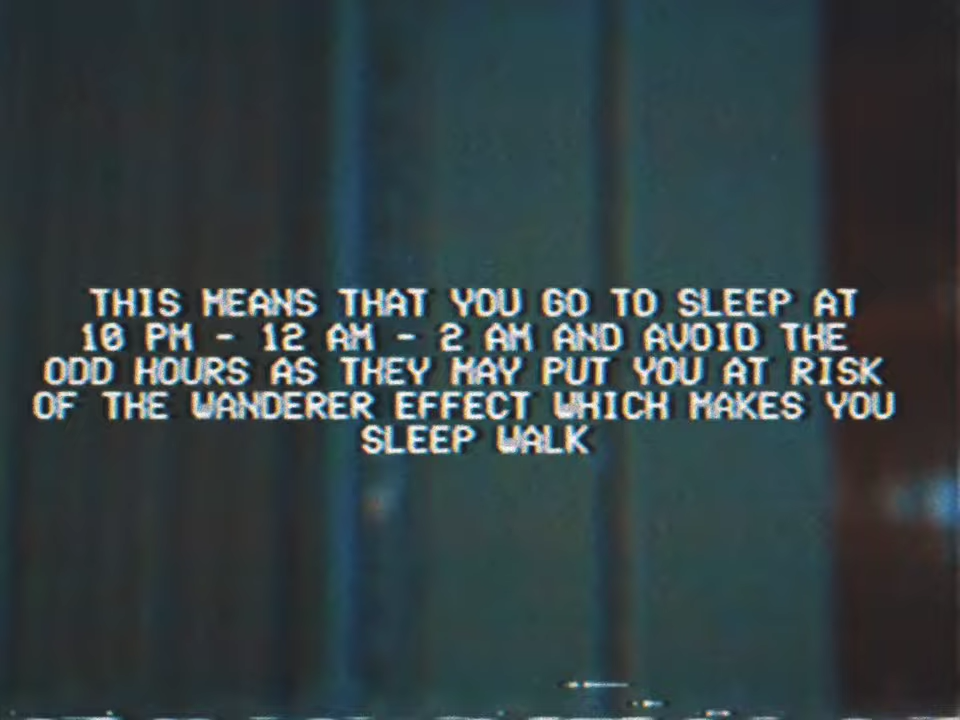 THIS MEANS THAT YOU GO TO SLEEP AT
10 PM - 12 AM - 2 AM AND AVOID THE
ODD HOURS AS THEY MAY PUT YOU AT RISK
OF THE WANDERER EFFECT WHICH MAKES YOU
SLEEP WALK